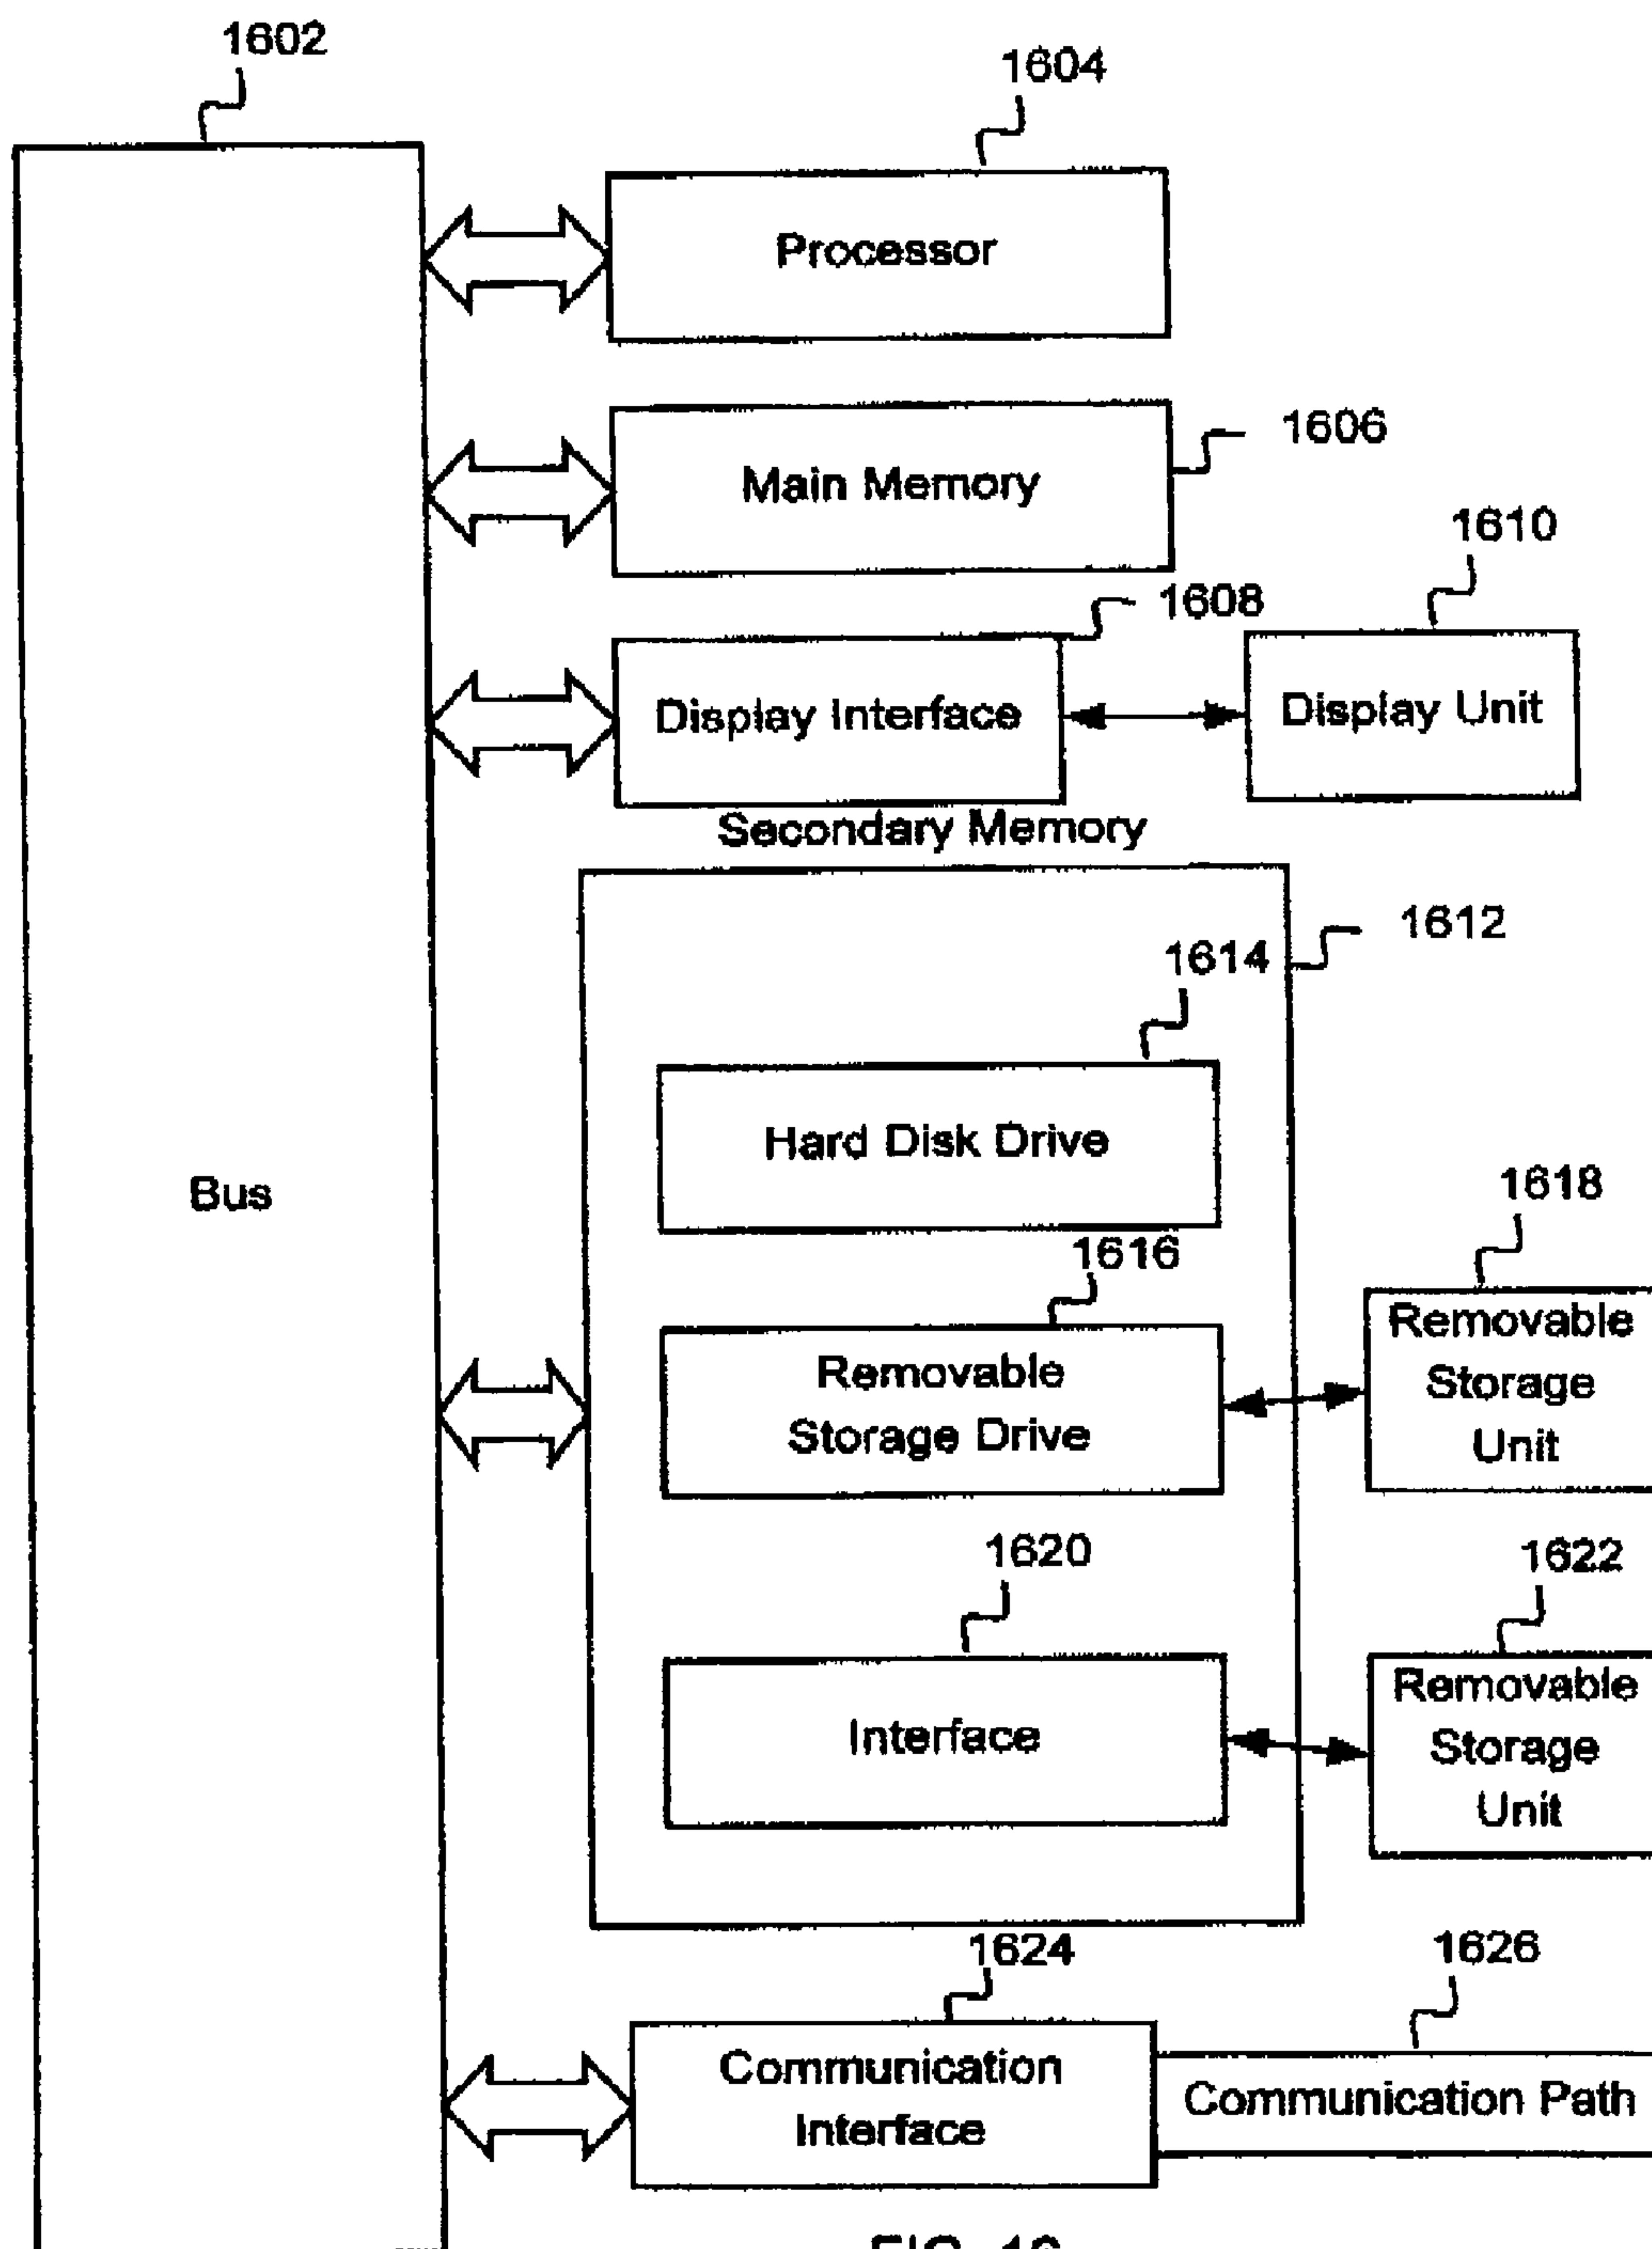 1602
1604
Processor
1606
Main Memory
1610
1608
Display Interface
Display Unit
Secondary Memory
1612
1614
Hard Disk Drive
Bus
1618
1616
Removable
Storage
Unit
Removable
Storage Drive
1620
1622
Interface
Removable
Storage
Unit
1624
1626
Communication
Interface
Communication Path
FIG. 16